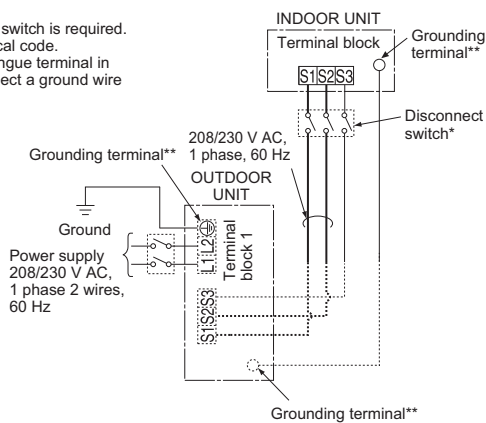 switch is required.
cal code.
ngue terminal in
ect a ground wire
INDOOR UNIT
Terminal block
Grounding
terminal**
S1 S2 S3
Disconnect
switch*
208/230 V AC,
1 phase, 60 Hz
Grounding terminal**
OUTDOOR
UNIT
Ground
Power supply
208/230 V AC,
1 phase 2 wires,
60 Hz
L1 L2
Terminal
block 1
S1 S2 S3
Grounding terminal**